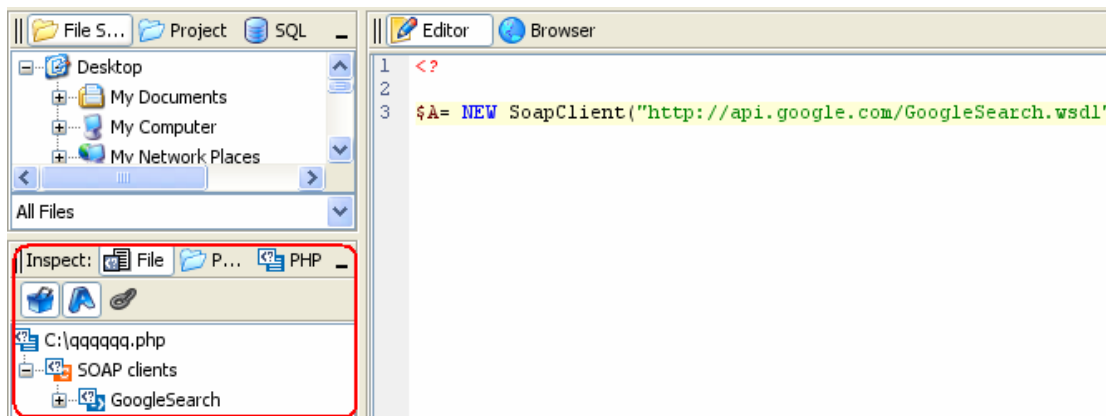 File S... Project SQL
Desktop
My Documents
My Computer
My Network Places
All Files
Inspect: File P... PHP
C:\qqqqqq.php
SOAP clients
GoogleSearch
Editor Browser
1 <?
2
3 $A= NEW SoapClient("http://api.google.com/GoogleSearch.wsdl"